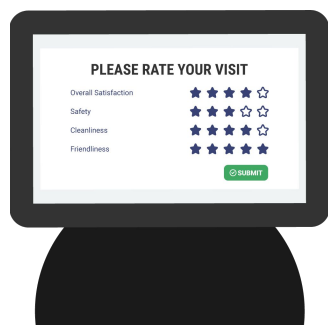 PLEASE RATE YOUR VISIT
Overall Satisfaction
Safety
Cleanliness
Friendliness
SUBMIT